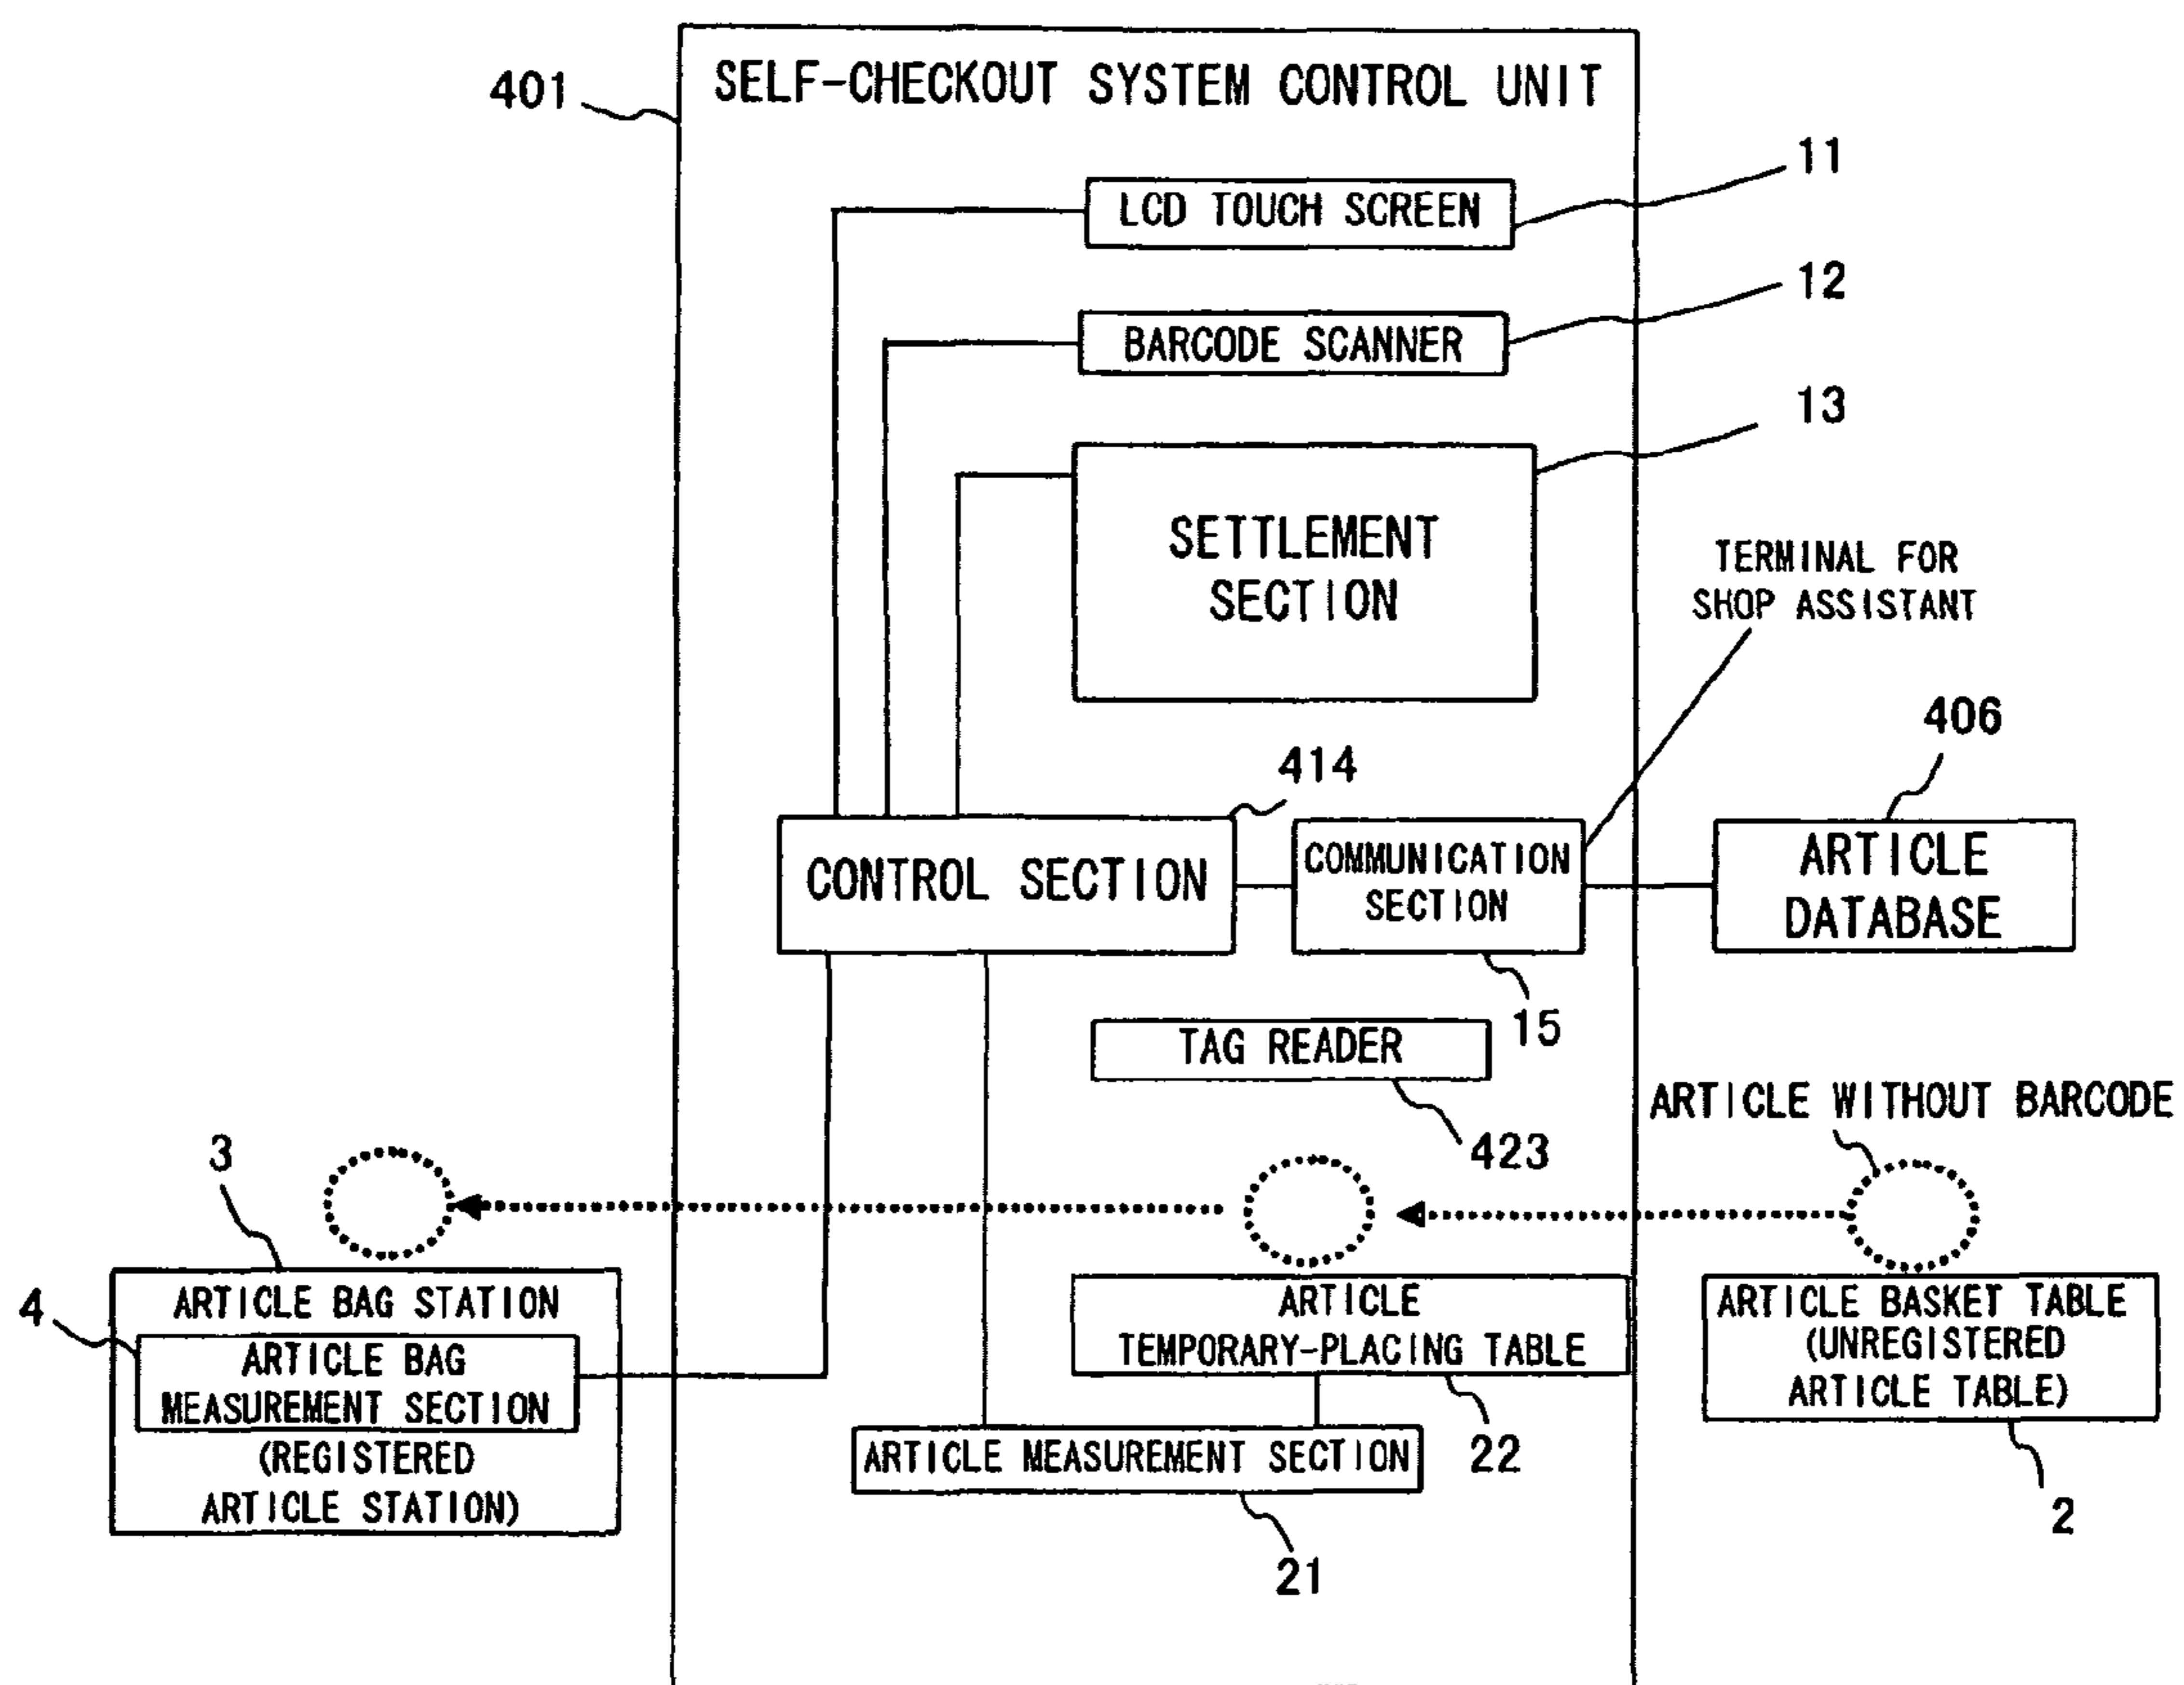 401
SELF-CHECKOUT SYSTEM CONTROL UNIT
11
LCD TOUCH SCREEN
12
BARCODE SCANNER
13
SETTLEMENT
SECTION
TERMINAL FOR
SHOP ASSISTANT
406
414
CONTROL SECTION
COMMUNICATION
SECTION
ARTICLE
DATABASE
15
TAG READER
423
ARTICLE WITHOUT BARCODE
3
ARTICLE BAG STATION
4
ARTICLE BAG
MEASUREMENT SECTION
(REGISTERED
ARTICLE STATION)
ARTICLE
TEMPORARY-PLACING TABLE
22
ARTICLE MEASUREMENT SECTION
21
ARTICLE BASKET TABLE
(UNREGISTERED
ARTICLE TABLE)
2